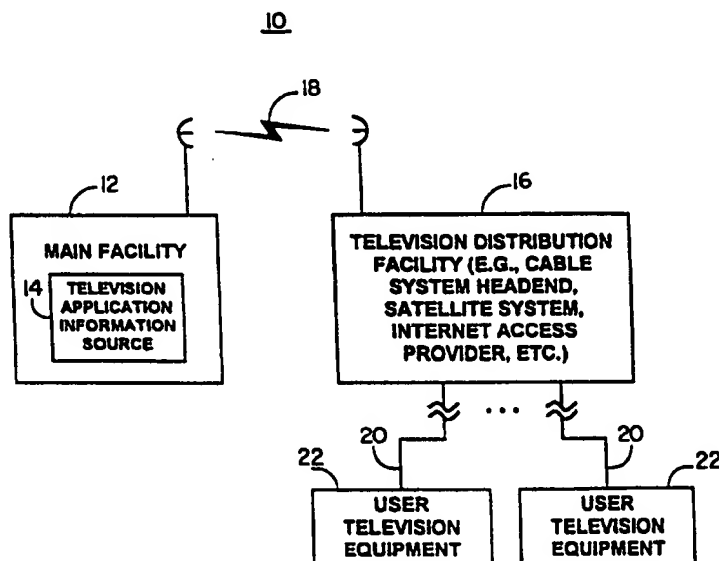 10
18
12
16
MAIN FACILITY
14
TELEVISION
APPLICATION
INFORMATION
SOURCE
TELEVISION DISTRIBUTION
FACILITY (E.G., CABLE
SYSTEM HEADEND,
SATELLITE SYSTEM,
INTERNET ACCESS
PROVIDER, ETC.)
...
20
20
22
22
USER
TELEVISION
EQUIPMENT
USER
TELEVISION
EQUIPMENT